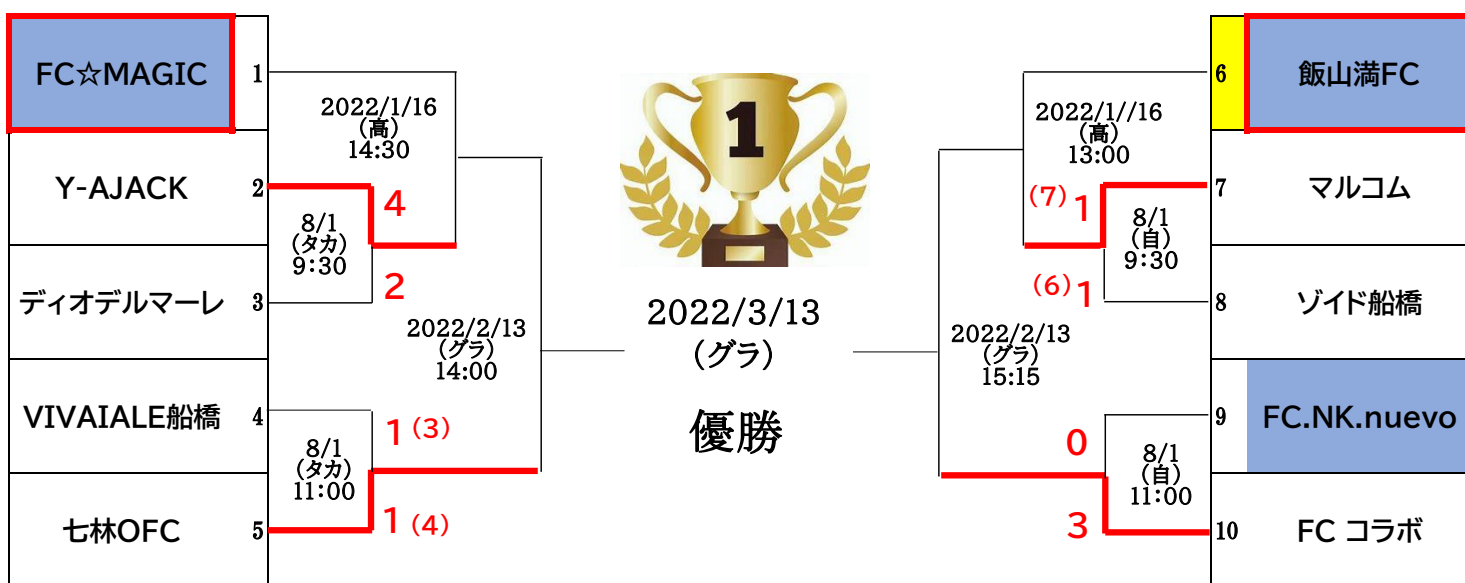 FC☆MAGIC 1
2022/1/16
(高)
14:30
Y-AJACK 2
4
8/1
(タカ)
9:30
2
ディオデルマーレ 3
2022/2/13
(グラ)
14:00
VIVAIALE船橋 4
1 (3)
8/1
(タカ)
11:00
1 (4)
七林OFC 5
1
2022/3/13
(グラ)
優勝
6 飯山満FC
2022/1//16
(高)
13:00
7 マルコム
(7) 1
8/1
(自)
9:30
(6) 1
8 ゾイド船橋
2022/2/13
(グラ)
15:15
9 FC.NK.nuevo
0
8/1
(自)
11:00
3
10 FC コラボ